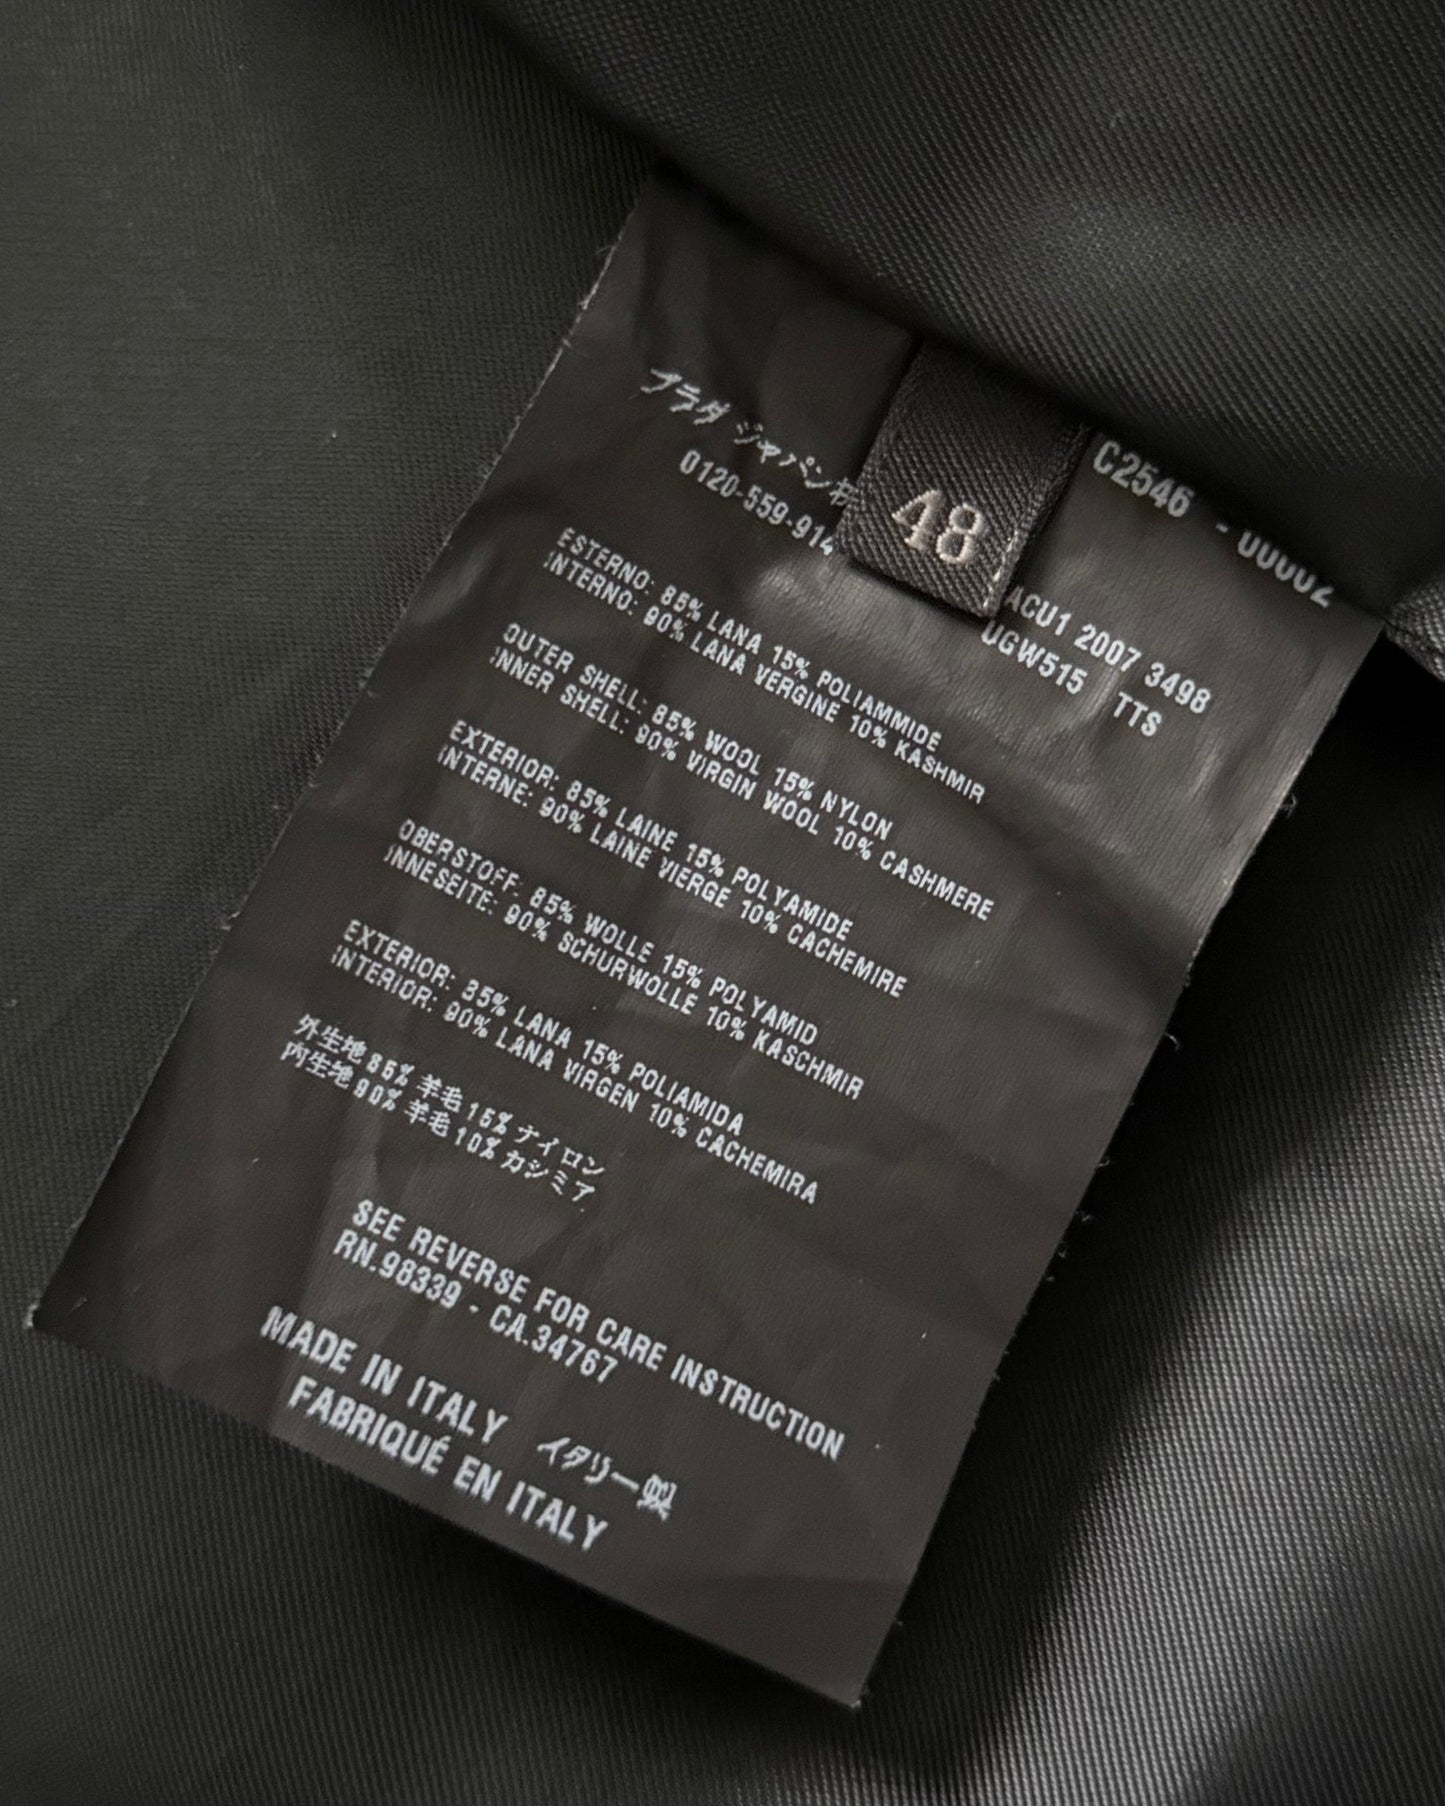 プラダ ジャパン
0120-559-914
48
C2546 - 00002
ACU1 2007 3498
UGW515 TTS
ESTERNO: 85% LANA 15% POLIAMMIDE
INTERNO: 90% LANA VERGINE 10% KASHMIR
OUTER SHELL: 85% WOOL 15% NYLON
INNER SHELL: 90% VIRGIN WOOL 10% CASHMERE
EXTERIOR: 85% LAINE 15% POLYAMIDE
INTERNE: 90% LAINE VIERGE 10% CACHEMIRE
OBERSTOFF: 85% WOLLE 15% POLYAMID
INNESEITE: 90% SCHURWOLLE 10% KASCHMIR
EXTERIOR: 85% LANA 15% POLIAMIDA
INTERIOR: 90% LANA VIRGEN 10% CACHEMIRA
外生地 85% 羊毛 15% ナイロン
内生地 90% 羊毛 10% カシミア
SEE REVERSE FOR CARE INSTRUCTION
RN.98339 - CA.34767
MADE IN ITALY イタリー製
FABRIQUÉ EN ITALY